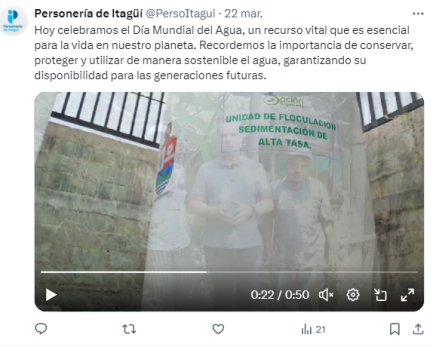 Personería de Itagüí @PersoItagui · 22 mar.
Hoy celebramos el Día Mundial del Agua, un recurso vital que es esencial
para la vida en nuestro planeta. Recordemos la importancia de conservar,
proteger y utilizar de manera sostenible el agua, garantizando su
disponibilidad para las generaciones futuras.
Opción
UNIDAD DE FLOCULACION
SEDIMENTACIÓN DE
ALTA TASA.
0:22 / 0:50
21